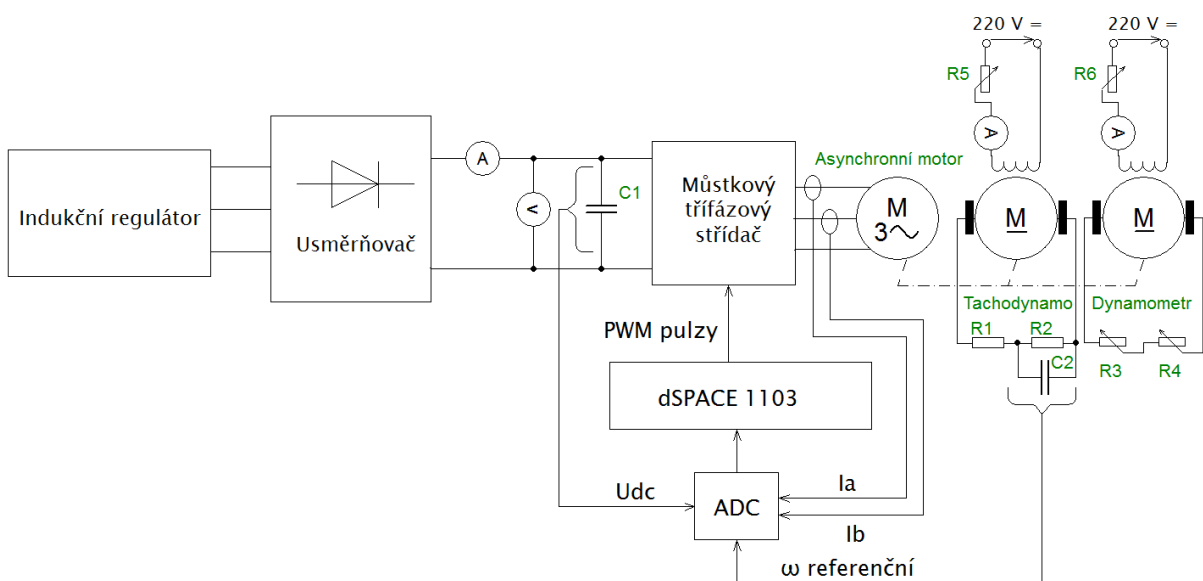 220 V =
220 V =
R5
R6
A
A
Asynchronní motor
Indukční regulátor
Usměrňovač
A
V
C1
Můstkový
třífázový
střídač
M
3
M
M
Tachodynamo
Dynamometr
R1
R2
C2
R3
R4
PWM pulzy
dSPACE 1103
Udc
ADC
Ia
Ib
ω referenční